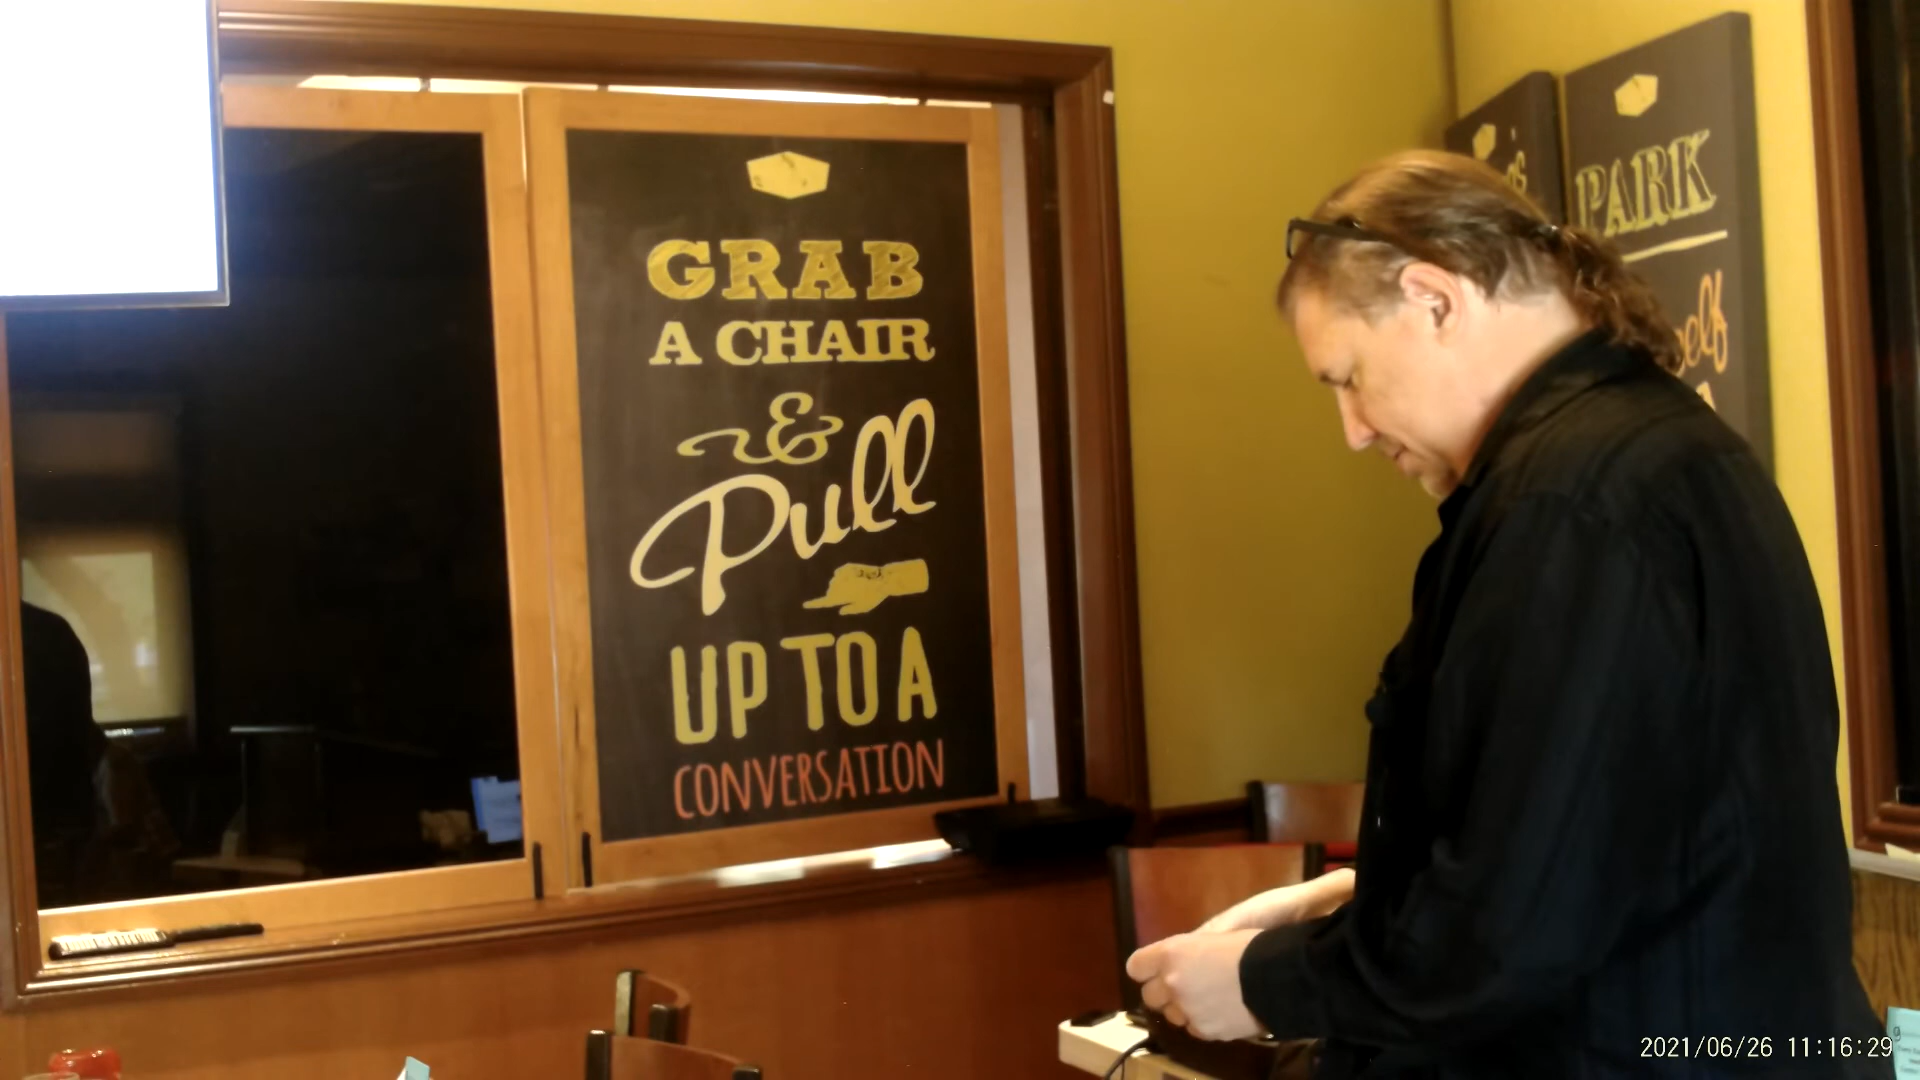 GRAB
A CHAIR
&
Pull
UP TO A
CONVERSATION
PARK
2021/06/26 11:16:29